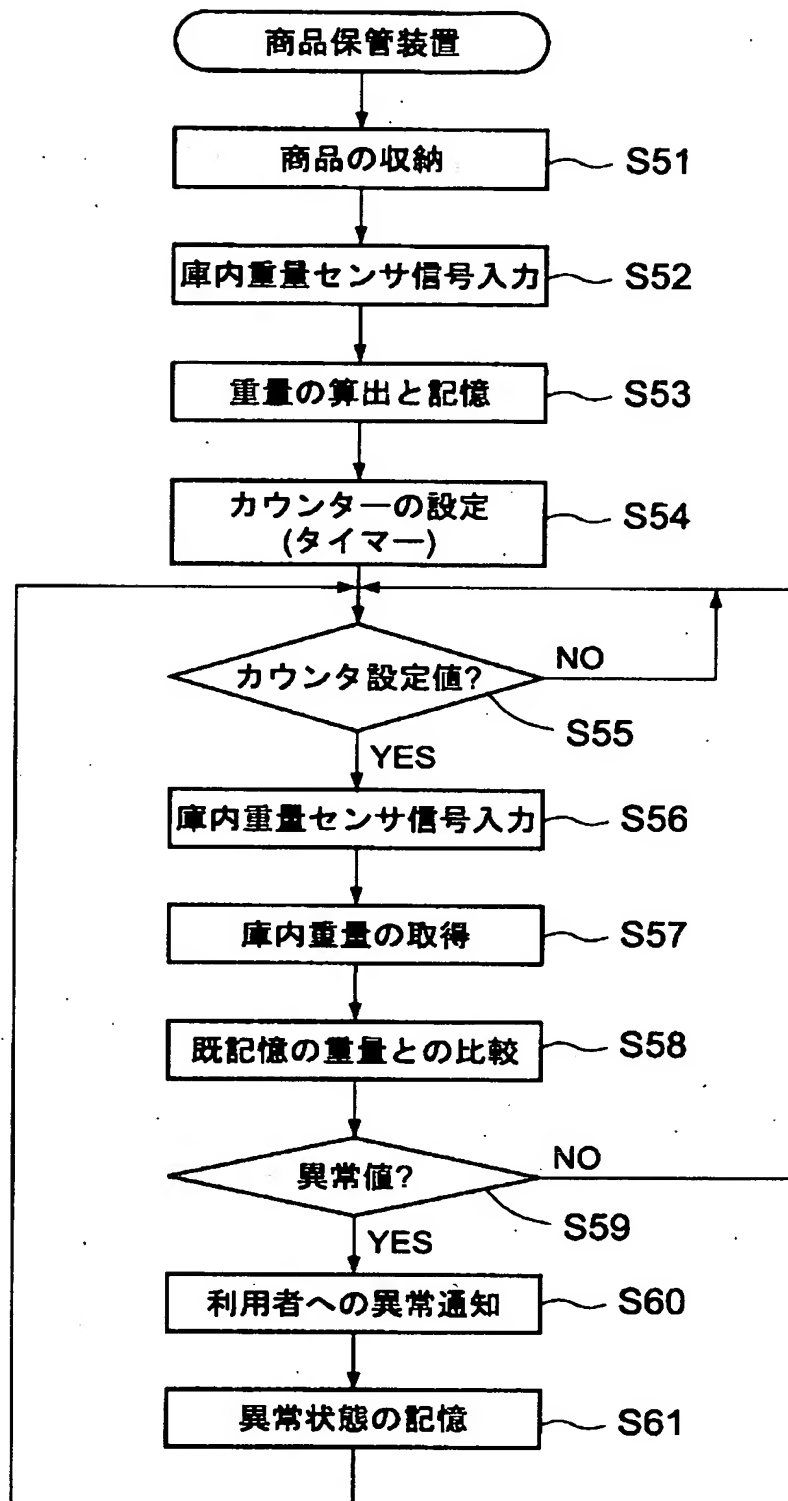 商品保管装置
商品の収納
S51
庫内重量センサ信号入力
S52
重量の算出と記憶
S53
カウンターの設定
(タイマー)
S54
カウンタ設定値?
NO
S55
YES
庫内重量センサ信号入力
S56
庫内重量の取得
S57
既記憶の重量との比較
S58
異常値?
NO
S59
YES
利用者への異常通知
S60
異常状態の記憶
S61